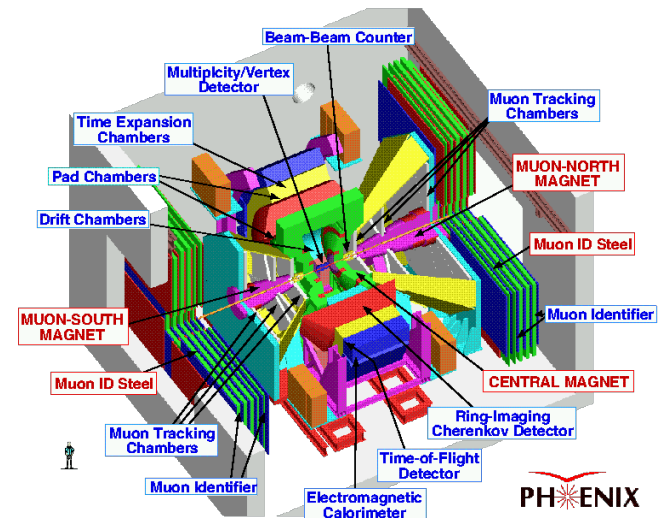 Beam-Beam Counter
Multiplcity/Vertex
Detector
Time Expansion
Chambers
Muon Tracking
Chambers
Pad Chambers
MUON-NORTH
MAGNET
Drift Chambers
Muon ID Steel
MUON-SOUTH
MAGNET
Muon Identifier
Muon ID Steel
CENTRAL MAGNET
Muon Tracking
Chambers
Ring-Imaging
Cherenkov Detector
Time-of-Flight
Detector
Muon Identifier
Electromagnetic
Calorimeter
PHENIX